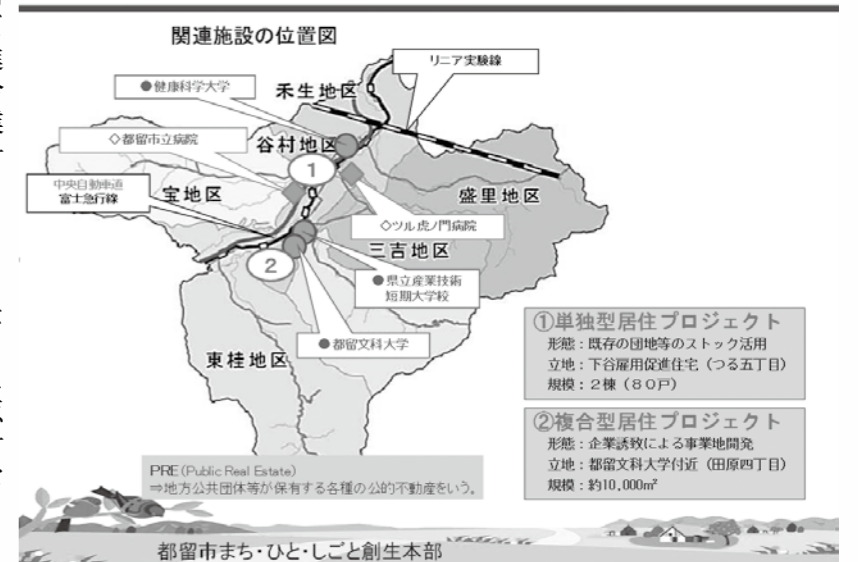 関連施設の位置図
リニア実験線
●健康科学大学
禾生地区
◇都留市立病院
谷村地区
①
中央自動車道
富士急行線
宝地区
盛里地区
◇ツル虎ノ門病院
三吉地区
②
●県立産業技術
短期大学校
●都留文科大学
東桂地区
①単独型居住プロジェクト
形態：既存の団地等のストック活用
立地：下谷雇用促進住宅（つる五丁目）
規模：２棟（８０戸）
②複合型居住プロジェクト
形態：企業誘致による事業地開発
立地：都留文科大学付近（田原四丁目）
規模：約10,000㎡
PRE (Public Real Estate)
⇒地方公共団体等が保有する各種の公的不動産をいう。
都留市まち・ひと・しごと創生本部